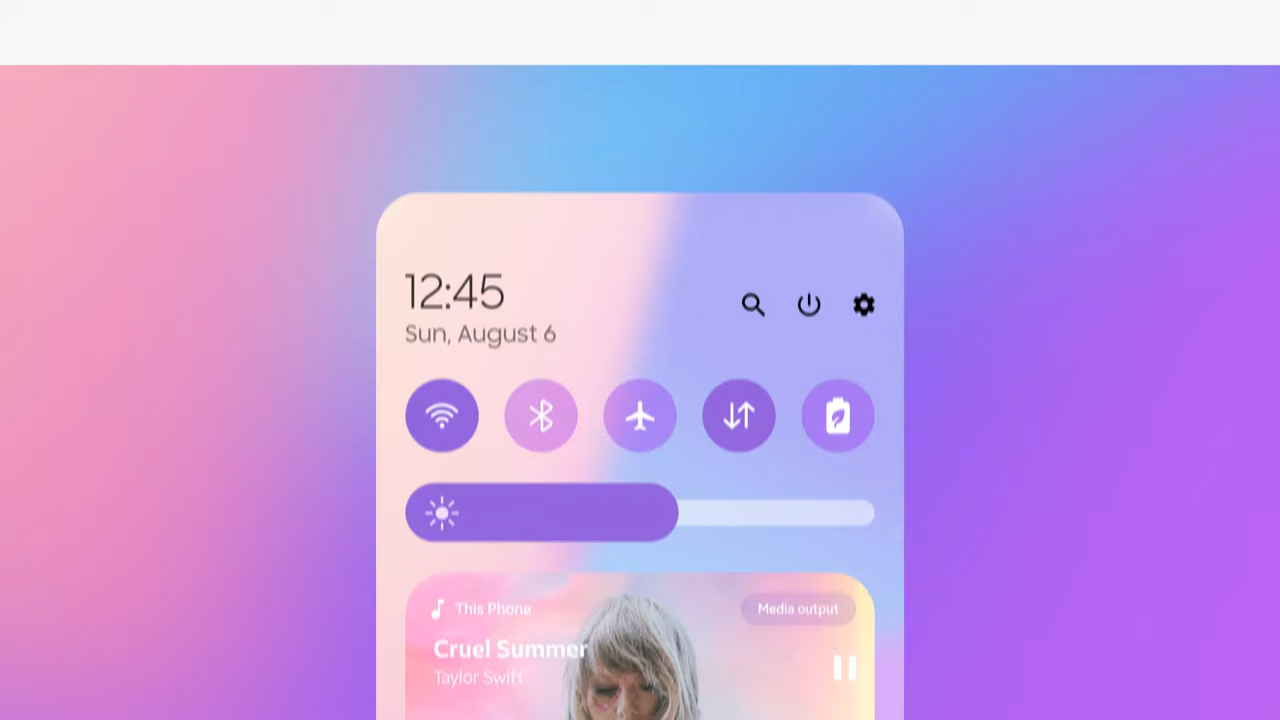 12:45
Sun, August 6
This Phone
Media output
Cruel Summer
Taylor Swift